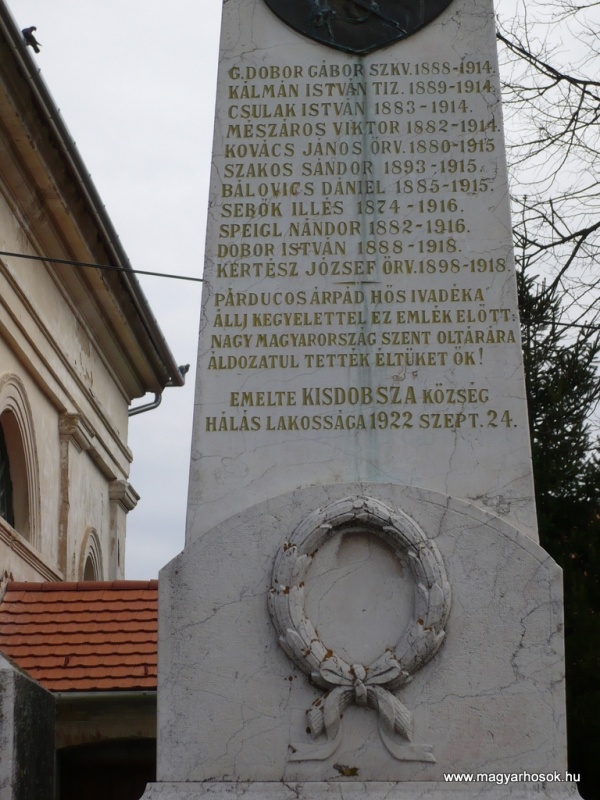 G. DOBOR GÁBOR SZKV. 1888-1914.
KÁLMÁN ISTVÁN TIZ. 1889-1914.
CSULAK ISTVÁN 1883-1914.
MÉSZÁROS VIKTOR 1882-1914.
KOVÁCS JÁNOS ÖRV. 1880-1915
SZAKOS SÁNDOR 1893-1915.
BÁLOVICS DÁNIEL 1885-1915.
SEBŐK ILLÉS 1874-1916.
SPEIGL NÁNDOR 1882-1916.
DOBOR ISTVÁN 1888-1918.
KERTÉSZ JÓZSEF ÖRV. 1898-1918.
PÁRDUCOS ÁRPÁD HŐS IVADÉKA
ÁLLJ KEGYELETTEL EZ EMLÉK ELŐTT:
NAGY MAGYARORSZÁG SZENT OLTÁRÁRA
ÁLDOZATUL TETTÉK ÉLTÜKET ŐK!
EMELTE KISDOBSZA KÖZSÉG
HÁLÁS LAKOSSÁGA 1922 SZEPT. 24.
www.magyarhosok.hu